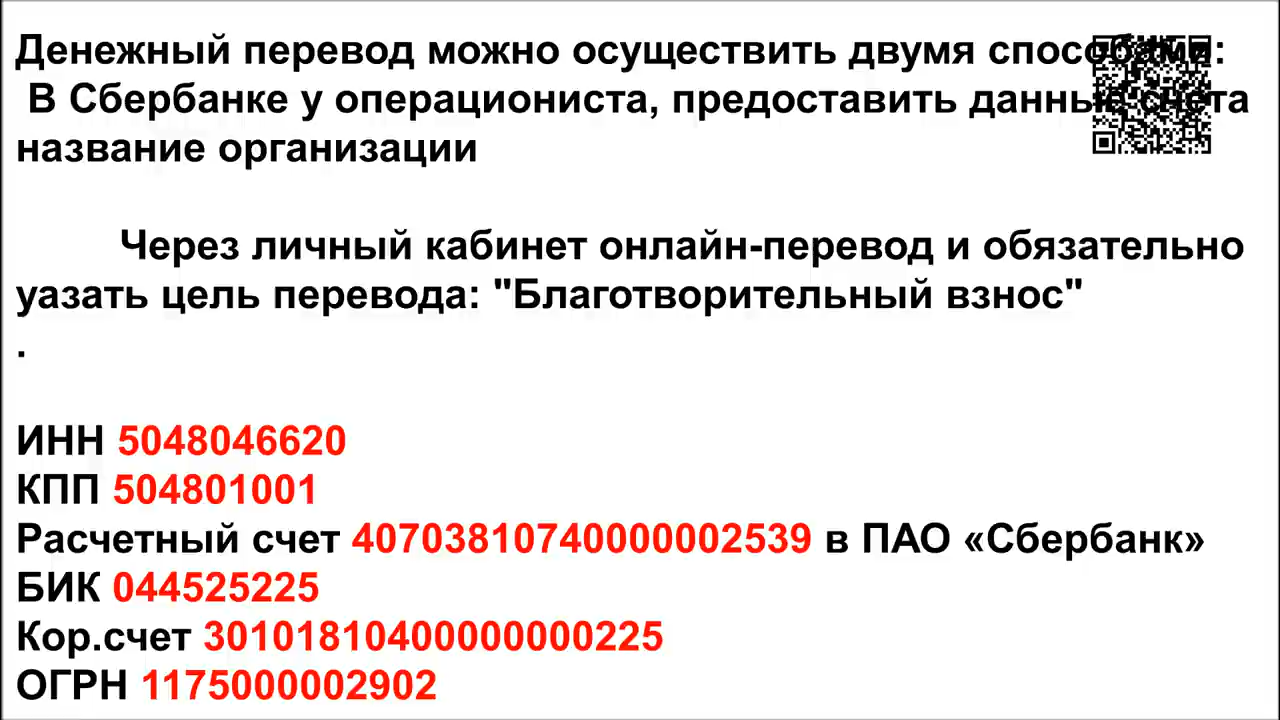 Денежный перевод можно осуществить двумя способами:
В Сбербанке у операциониста, предоставить данные счета
название организации
Через личный кабинет онлайн-перевод и обязательно
уазать цель перевода: "Благотворительный взнос"
.
ИНН 5048046620
КПП 504801001
Расчетный счет 40703810740000002539 в ПАО «Сбербанк»
БИК 044525225
Кор.счет 30101810400000000225
ОГРН 1175000002902